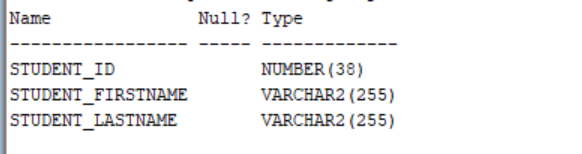 Name Null? Type
----------------- ----- -------------
STUDENT_ID NUMBER(38)
STUDENT_FIRSTNAME VARCHAR2(255)
STUDENT_LASTNAME VARCHAR2(255)